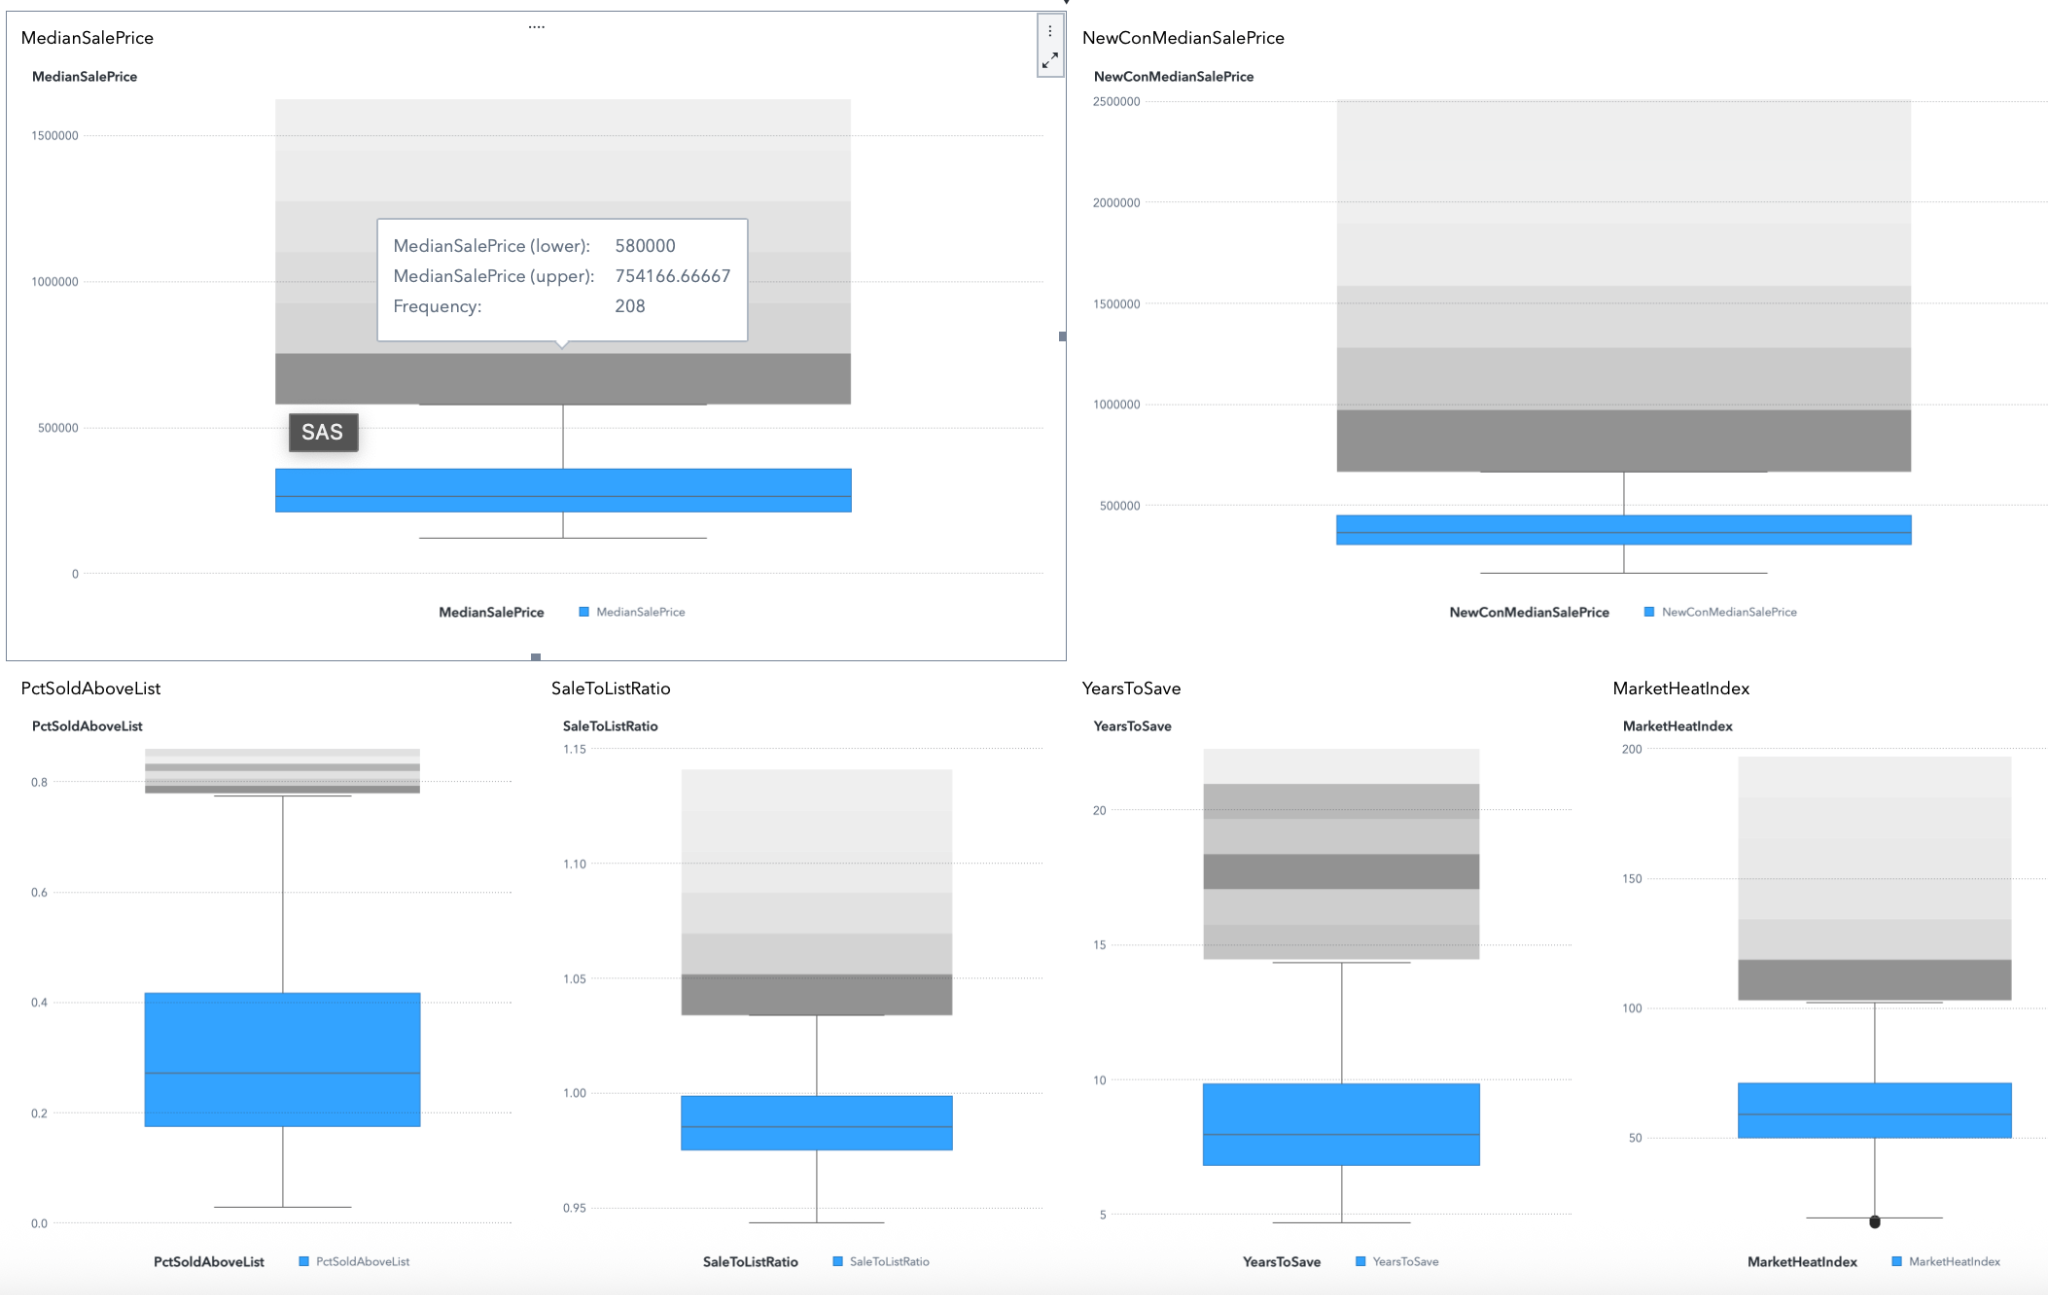 MedianSalePrice
MedianSalePrice
1500000
1000000
500000
0
MedianSalePrice (lower): 580000
MedianSalePrice (upper): 754166.66667
Frequency: 208
SAS
MedianSalePrice MedianSalePrice
NewConMedianSalePrice
NewConMedianSalePrice
2500000
2000000
1500000
1000000
500000
NewConMedianSalePrice NewConMedianSalePrice
PctSoldAboveList
PctSoldAboveList
0.8
0.6
0.4
0.2
0.0
PctSoldAboveList PctSoldAboveList
SaleToListRatio
SaleToListRatio
1.15
1.10
1.05
1.00
0.95
SaleToListRatio SaleToListRatio
YearsToSave
YearsToSave
20
15
10
5
YearsToSave YearsToSave
MarketHeatIndex
MarketHeatIndex
200
150
100
50
MarketHeatIndex MarketHeatIndex